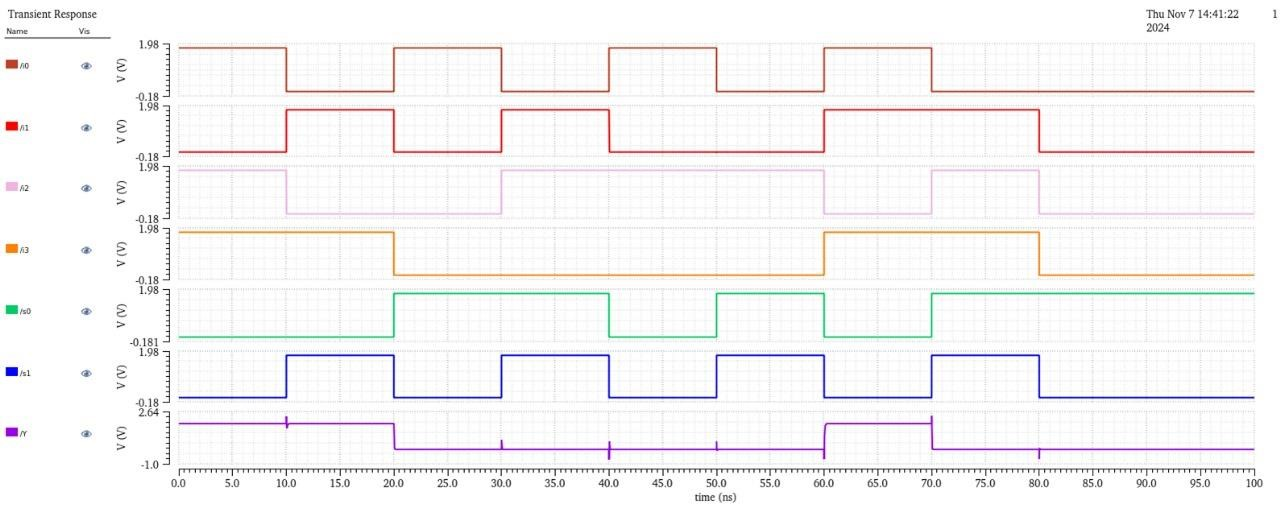 Transient Response
Thu Nov 7 14:41:22 1
2024
Name Vis
1.98
/i0
V (V)
-0.18
1.98
/i1
V (V)
-0.18
1.98
/i2
V (V)
-0.18
1.98
/i3
V (V)
-0.18
1.98
/s0
V (V)
-0.181
1.98
/s1
V (V)
-0.18
2.64
/Y
V (V)
-1.0
0.0 5.0 10.0 15.0 20.0 25.0 30.0 35.0 40.0 45.0 50.0 55.0 60.0 65.0 70.0 75.0 80.0 85.0 90.0 95.0 100
time (ns)